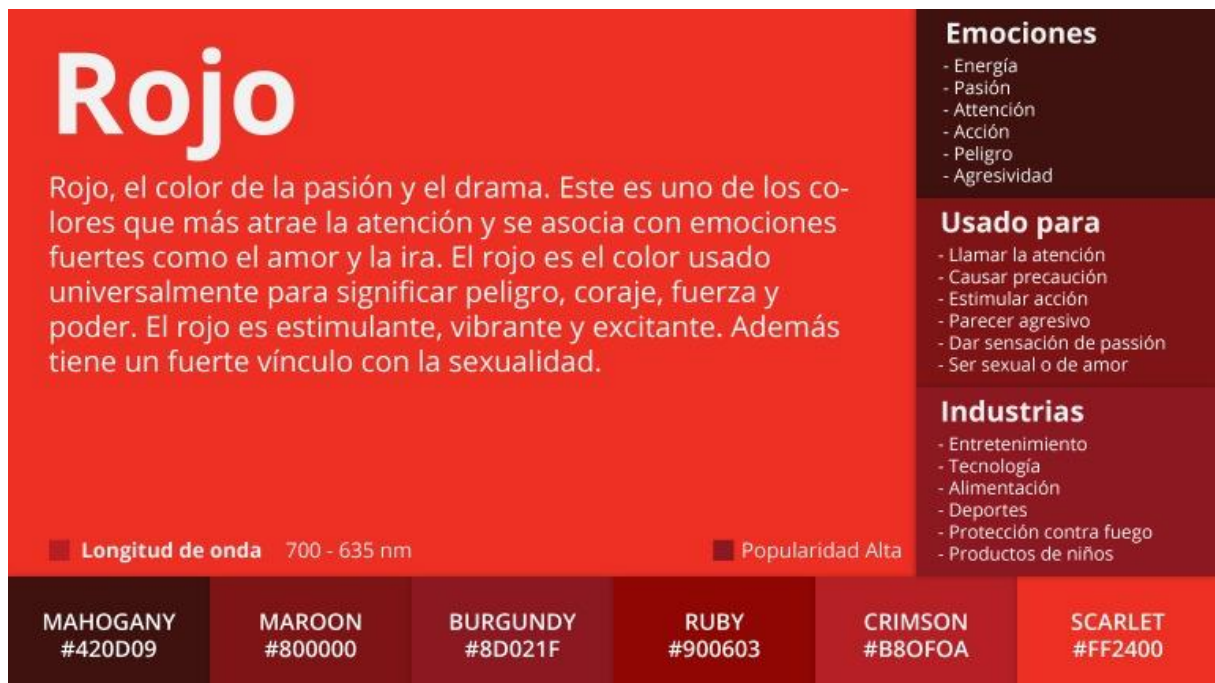 Rojo
Rojo, el color de la pasión y el drama. Este es uno de los co-
lores que más atrae la atención y se asocia con emociones
fuertes como el amor y la ira. El rojo es el color usado
universalmente para significar peligro, coraje, fuerza y
poder. El rojo es estimulante, vibrante y excitante. Además
tiene un fuerte vínculo con la sexualidad.
Longitud de onda 700 - 635 nm
Popularidad Alta
Emociones
- Energía
- Pasión
- Attención
- Acción
- Peligro
- Agresividad
Usado para
- Llamar la atención
- Causar precaución
- Estimular acción
- Parecer agresivo
- Dar sensación de passión
- Ser sexual o de amor
Industrias
- Entretenimiento
- Tecnología
- Alimentación
- Deportes
- Protección contra fuego
- Productos de niños
MAHOGANY
#420D09
MAROON
#800000
BURGUNDY
#8D021F
RUBY
#900603
CRIMSON
#B8OFOA
SCARLET
#FF2400